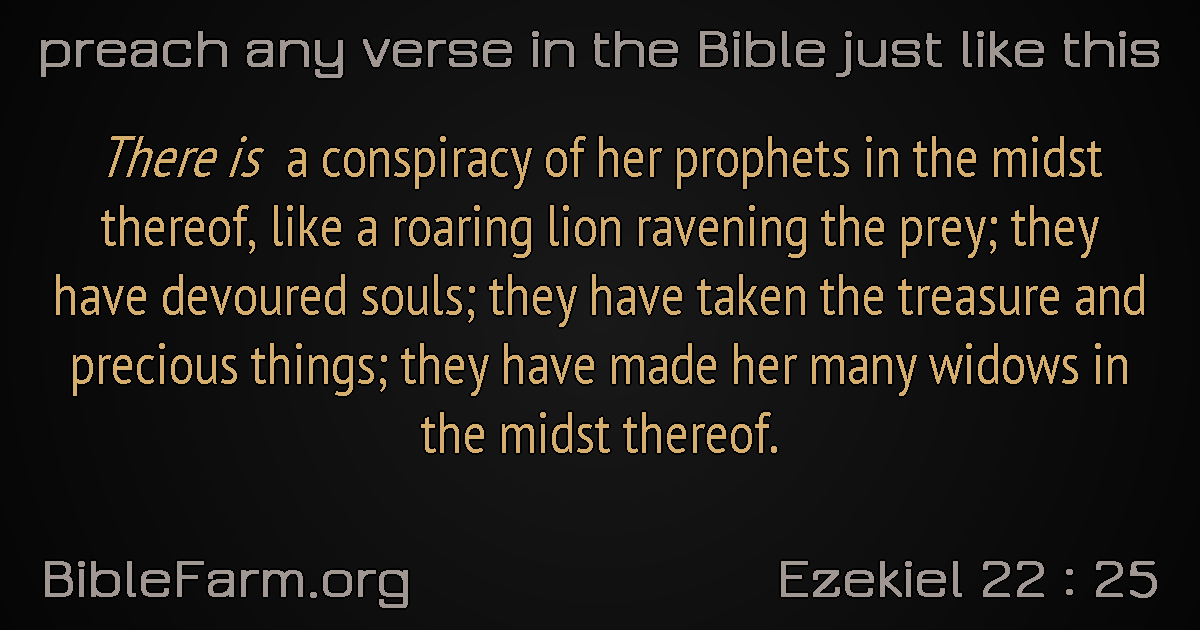 preach any verse in the Bible just like this
There is a conspiracy of her prophets in the midst
thereof, like a roaring lion ravening the prey; they
have devoured souls; they have taken the treasure and
precious things; they have made her many widows in
the midst thereof.
BibleFarm.org
Ezekiel 22 : 25